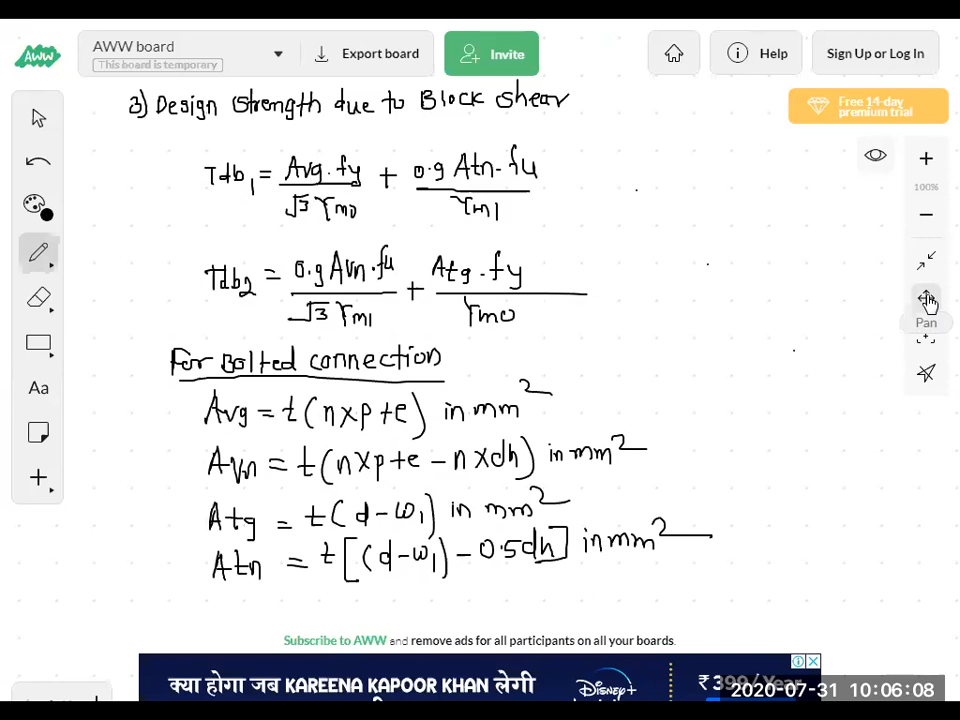 AWW board
This board is temporary
Export board
Invite
Help
Sign Up or Log In
Free 14-day
premium trial
3) Design strength due to Block shear
Tdb1 = Avg.fy / √3 γm0 + 0.9 Atn.fu / γm1
100%
Tdb2 = 0.9 Avn.fu / √3 γm1 + Atg.fy / γm0
Pan
For Bolted connection
Aa
Avg = t(n×p+e) in mm²
Avn = t(n×p+e - n×dh) in mm²
Atg = t(d-w1) in mm²
Atn = t[(d-w1) - 0.5dh] in mm²
Subscribe to AWW and remove ads for all participants on all your boards.
क्या होगा जब KAREENA KAPOOR KHAN लेगी
Disney+
₹399/Year
2020-07-31 10:06:08